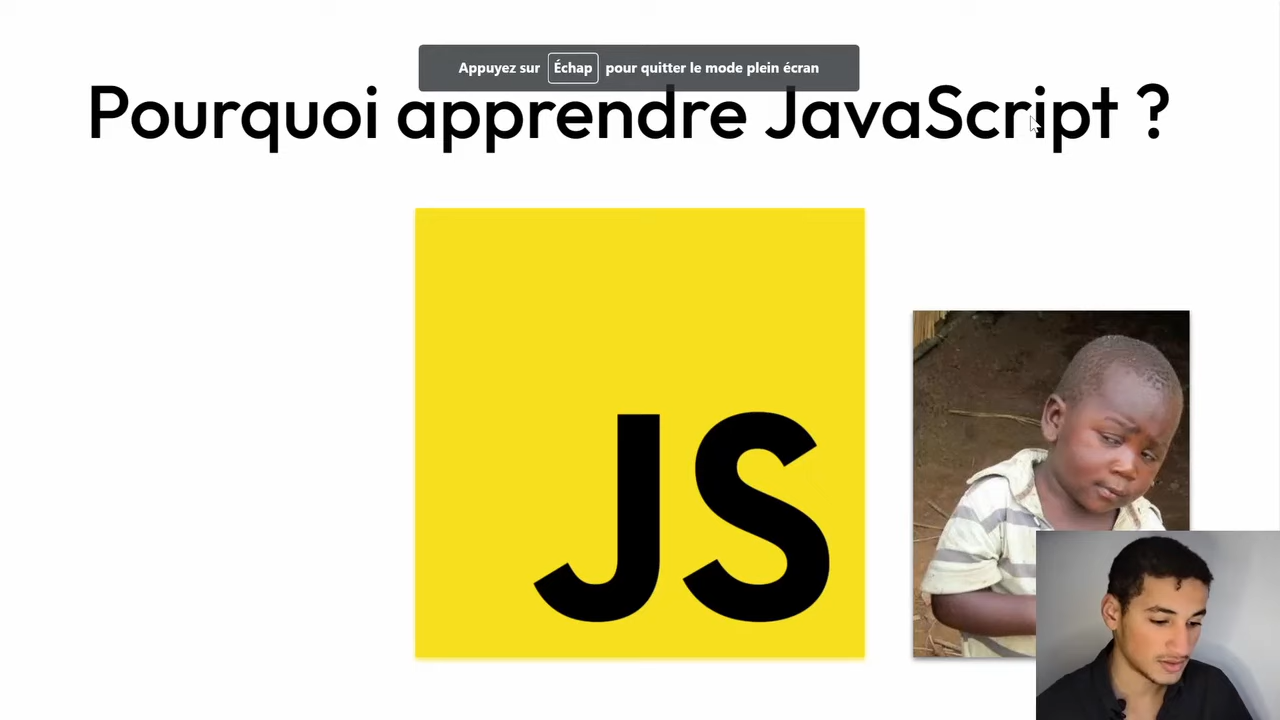 Appuyez sur Échap pour quitter le mode plein écran
Pourquoi apprendre JavaScript ?
JS